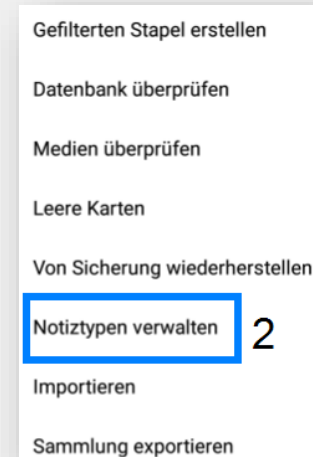 Gefilterten Stapel erstellen
Datenbank überprüfen
Medien überprüfen
Leere Karten
Von Sicherung wiederherstellen
Notiztypen verwalten 2
Importieren
Sammlung exportieren